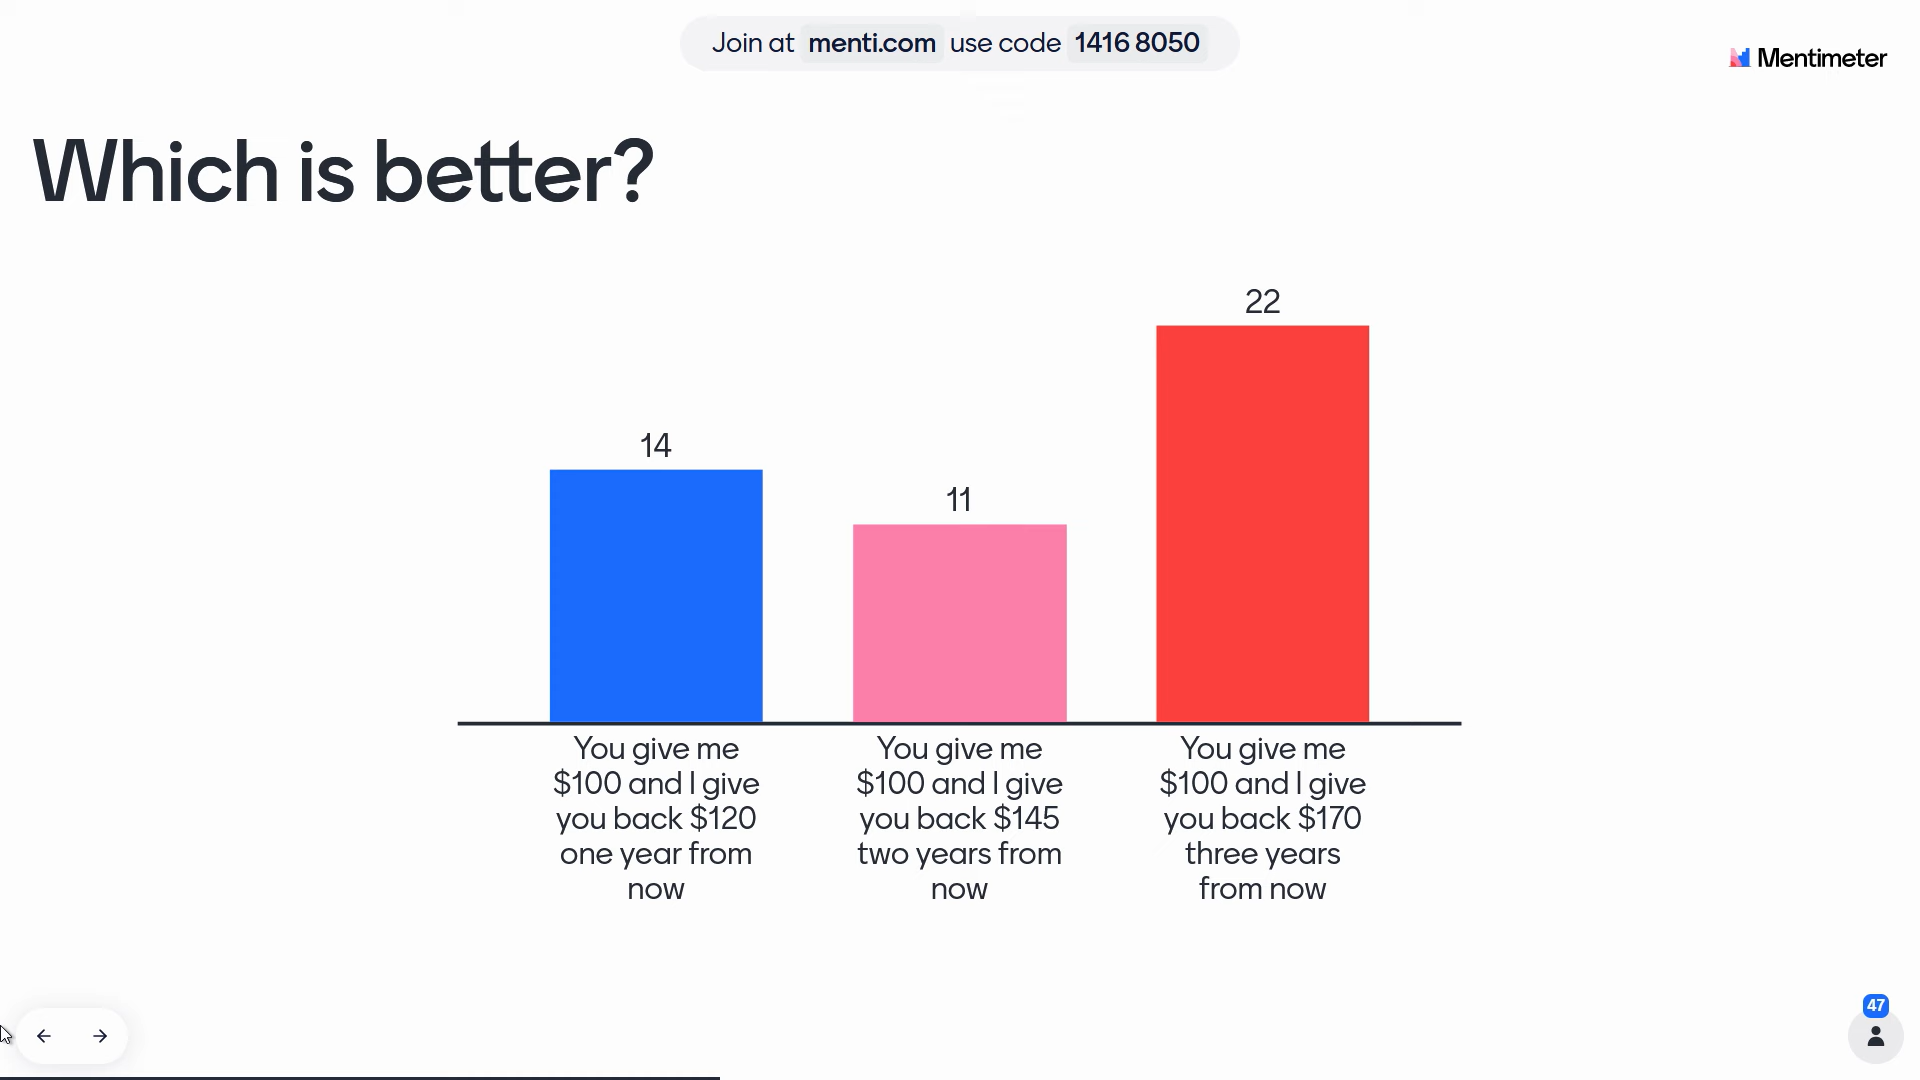 Join at menti.com use code 1416 8050
Mentimeter
Which is better?
14
11
22
You give me
$100 and I give
you back $120
one year from
now
You give me
$100 and I give
you back $145
two years from
now
You give me
$100 and I give
you back $170
three years
from now
47